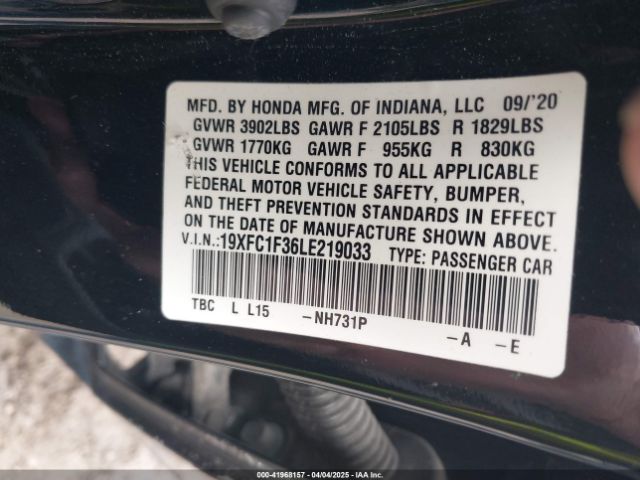 MFD. BY HONDA MFG. OF INDIANA, LLC 09/'20
GVWR 3902LBS GAWR F 2105LBS R 1829LBS
GVWR 1770KG GAWR F 955KG R 830KG
THIS VEHICLE CONFORMS TO ALL APPLICABLE
FEDERAL MOTOR VEHICLE SAFETY, BUMPER,
AND THEFT PREVENTION STANDARDS IN EFFECT
ON THE DATE OF MANUFACTURE SHOWN ABOVE.
V.I.N.:19XFC1F36LE219033 TYPE: PASSENGER CAR
TBC L L15 -NH731P -A -E
00-41968157 - 04/04/2025 - Copyright IAA, Inc.